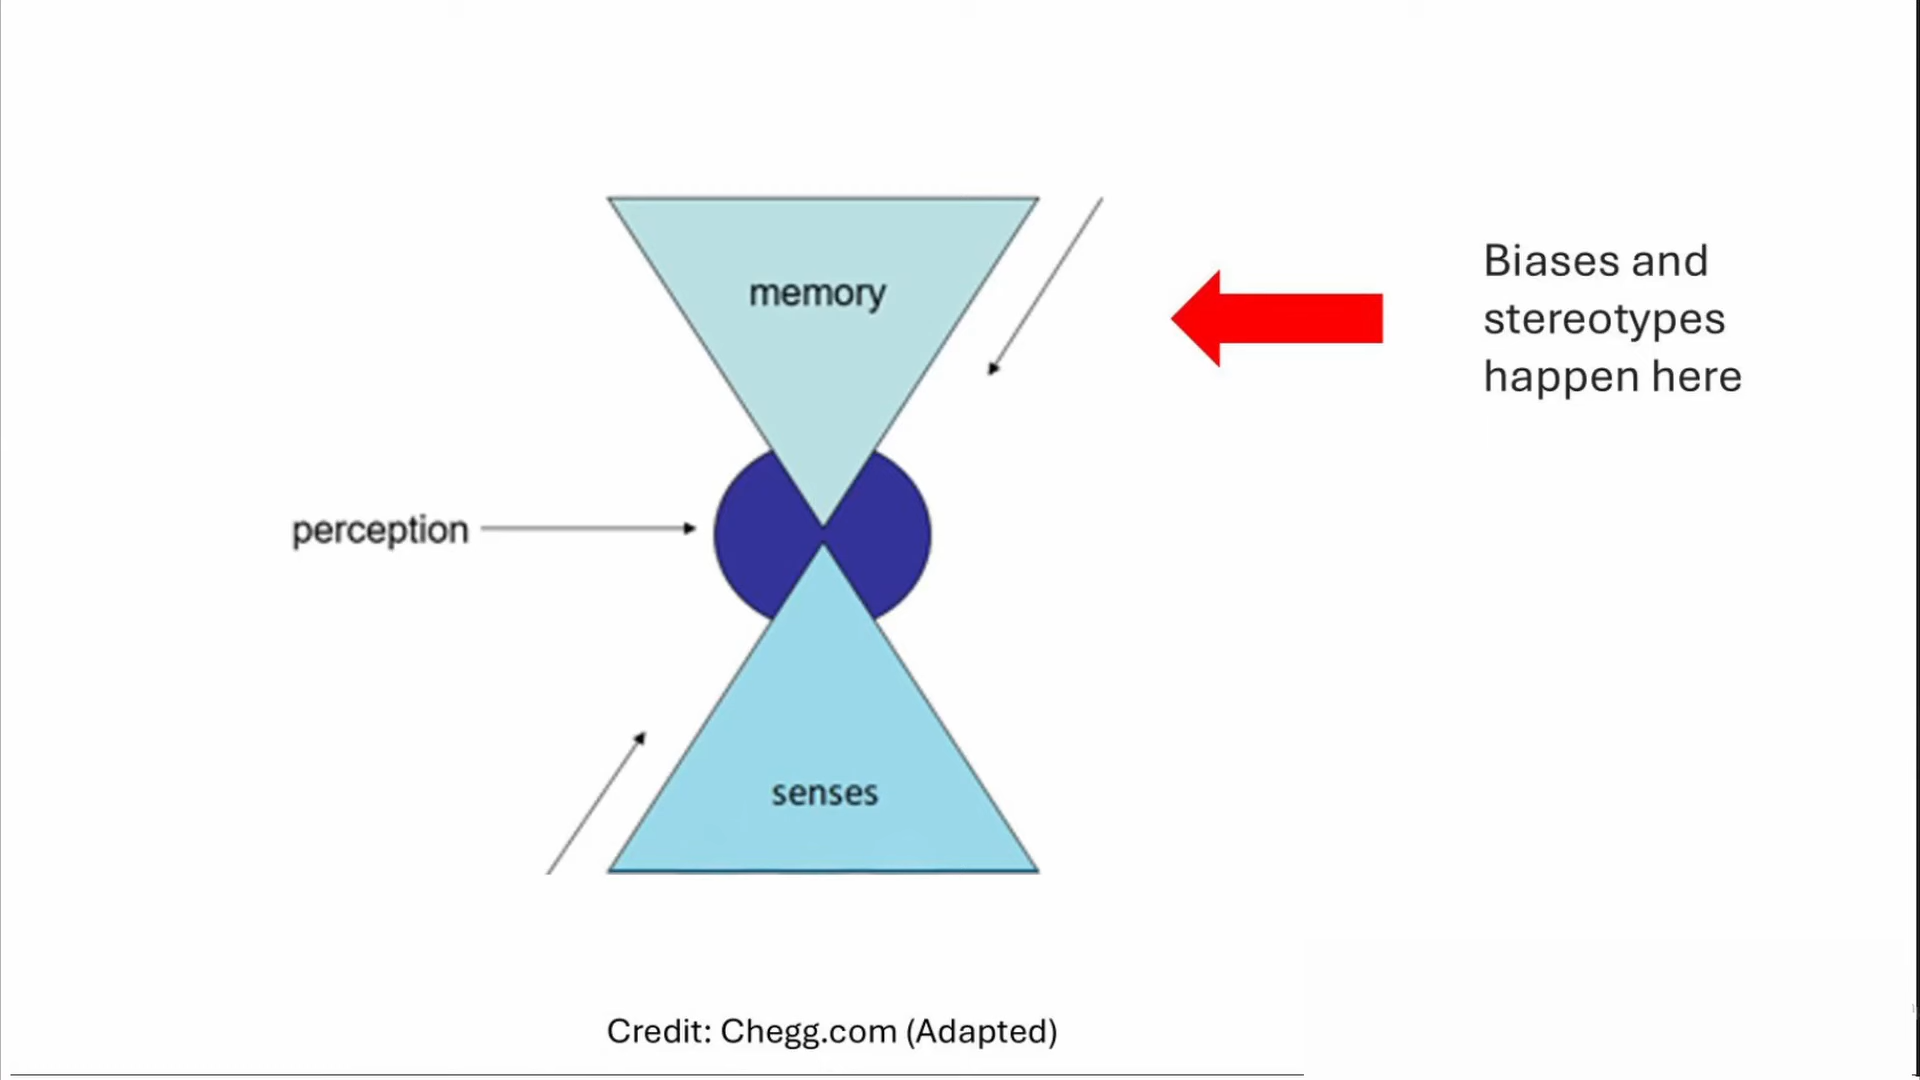 memory
Biases and
stereotypes
happen here
perception
senses
Credit: Chegg.com (Adapted)